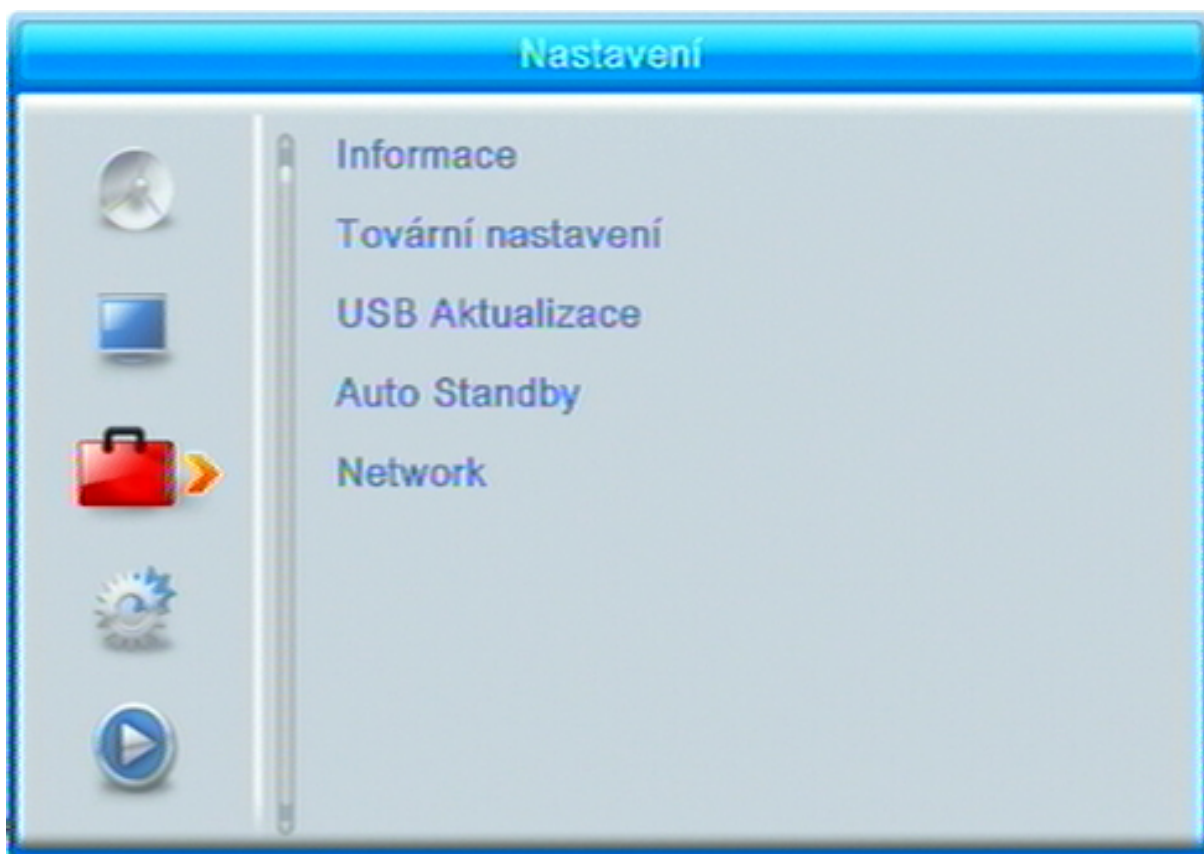 Nastavení
Informace
Tovární nastavení
USB Aktualizace
Auto Standby
Network